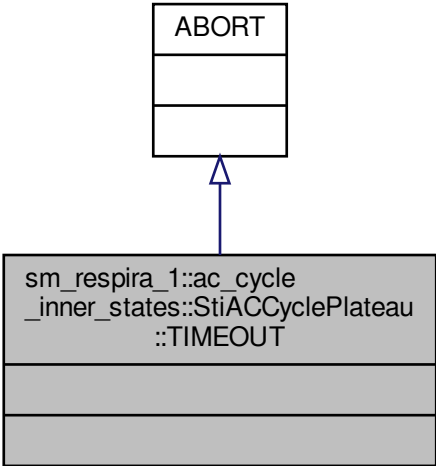 ABORT
sm_respira_1::ac_cycle
_inner_states::StiACCyclePlateau
::TIMEOUT